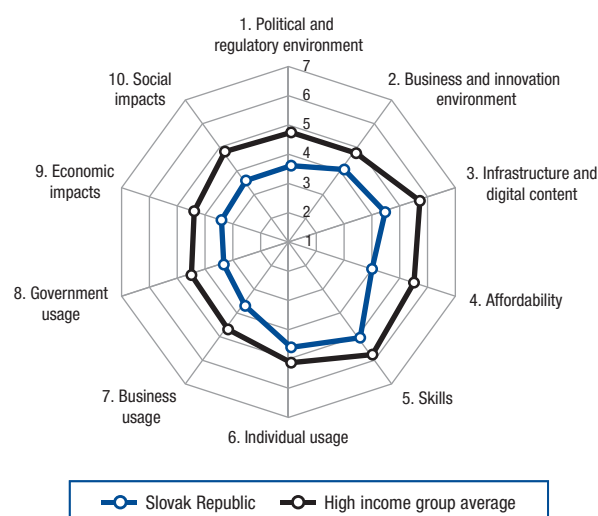 1. Political and
regulatory environment
2. Business and innovation
environment
3. Infrastructure and
digital content
4. Affordability
5. Skills
6. Individual usage
7. Business
usage
8. Government
usage
9. Economic
impacts
10. Social
impacts
7
6
5
4
3
2
1
Slovak Republic
High income group average